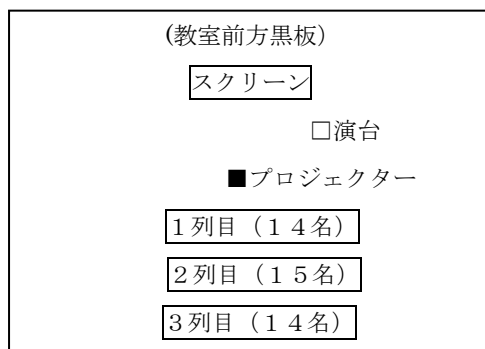 (教室前方黒板）
スクリーン
□演台
■プロジェクター
１列目（１４名）
２列目（１５名）
３列目（１４名）